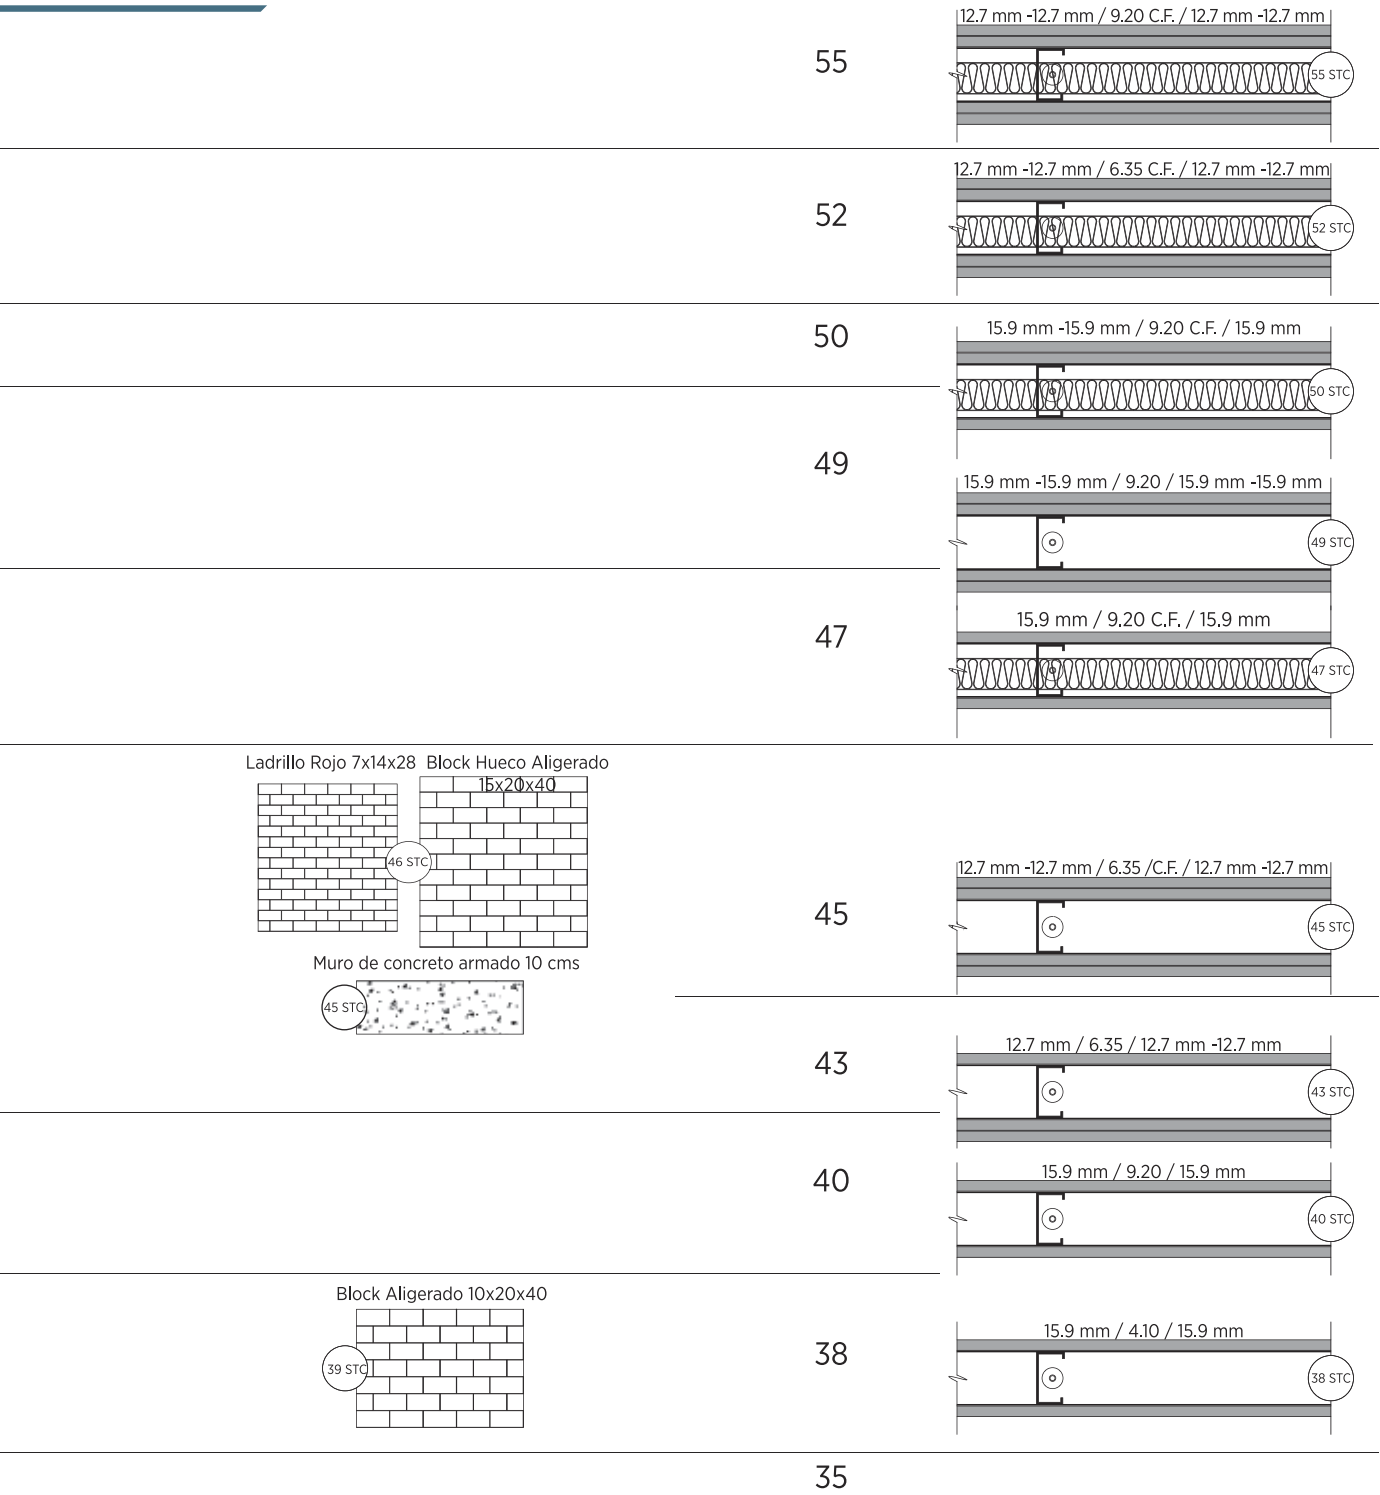 12.7 mm -12.7 mm / 9.20 C.F. / 12.7 mm -12.7 mm
55
55 STC
12.7 mm -12.7 mm / 6.35 C.F. / 12.7 mm -12.7 mm
52
52 STC
15.9 mm -15.9 mm / 9.20 C.F. / 15.9 mm
50
50 STC
49
15.9 mm -15.9 mm / 9.20 / 15.9 mm -15.9 mm
49 STC
15.9 mm / 9.20 C.F. / 15.9 mm
47
47 STC
Ladrillo Rojo 7x14x28
Block Hueco Aligerado
15x20x40
46 STC
12.7 mm -12.7 mm / 6.35 /C.F. / 12.7 mm -12.7 mm
45
45 STC
Muro de concreto armado 10 cms
45 STC
12.7 mm / 6.35 / 12.7 mm -12.7 mm
43
43 STC
15.9 mm / 9.20 / 15.9 mm
40
40 STC
Block Aligerado 10x20x40
39 STC
15.9 mm / 4.10 / 15.9 mm
38
38 STC
35